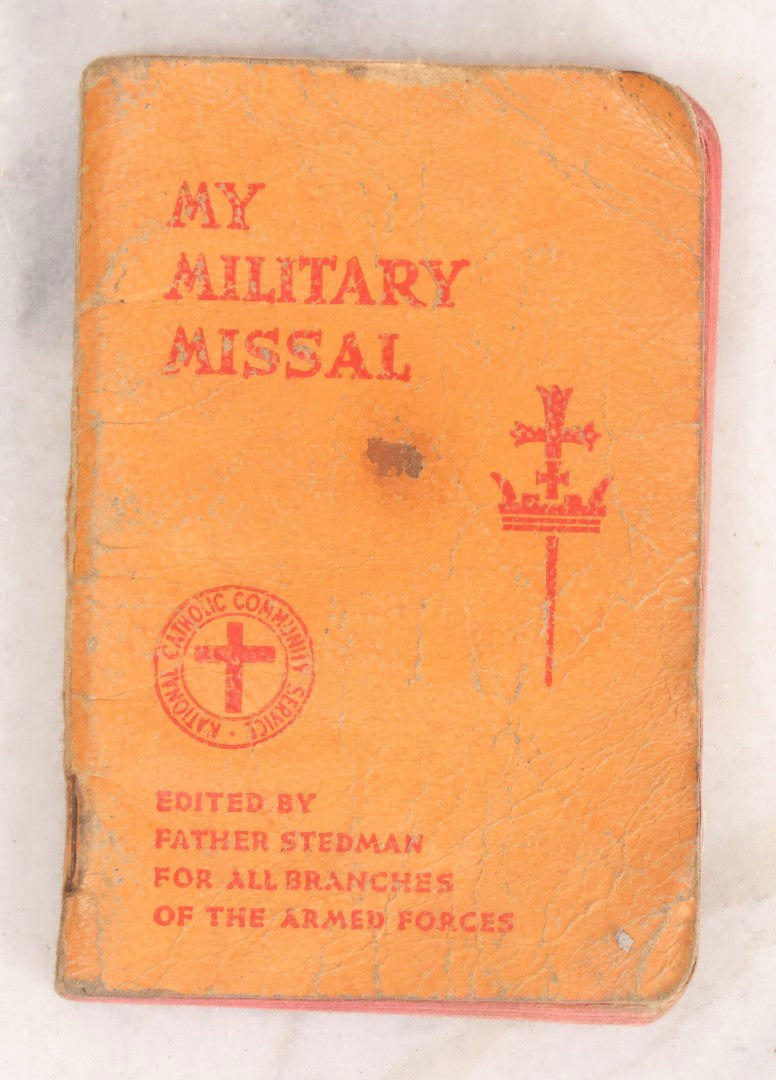 MY
MILITARY
MISSAL
NATIONAL CATHOLIC COMMUNITY SERVICE •
EDITED BY
FATHER STEDMAN
FOR ALL BRANCHES
OF THE ARMED FORCES